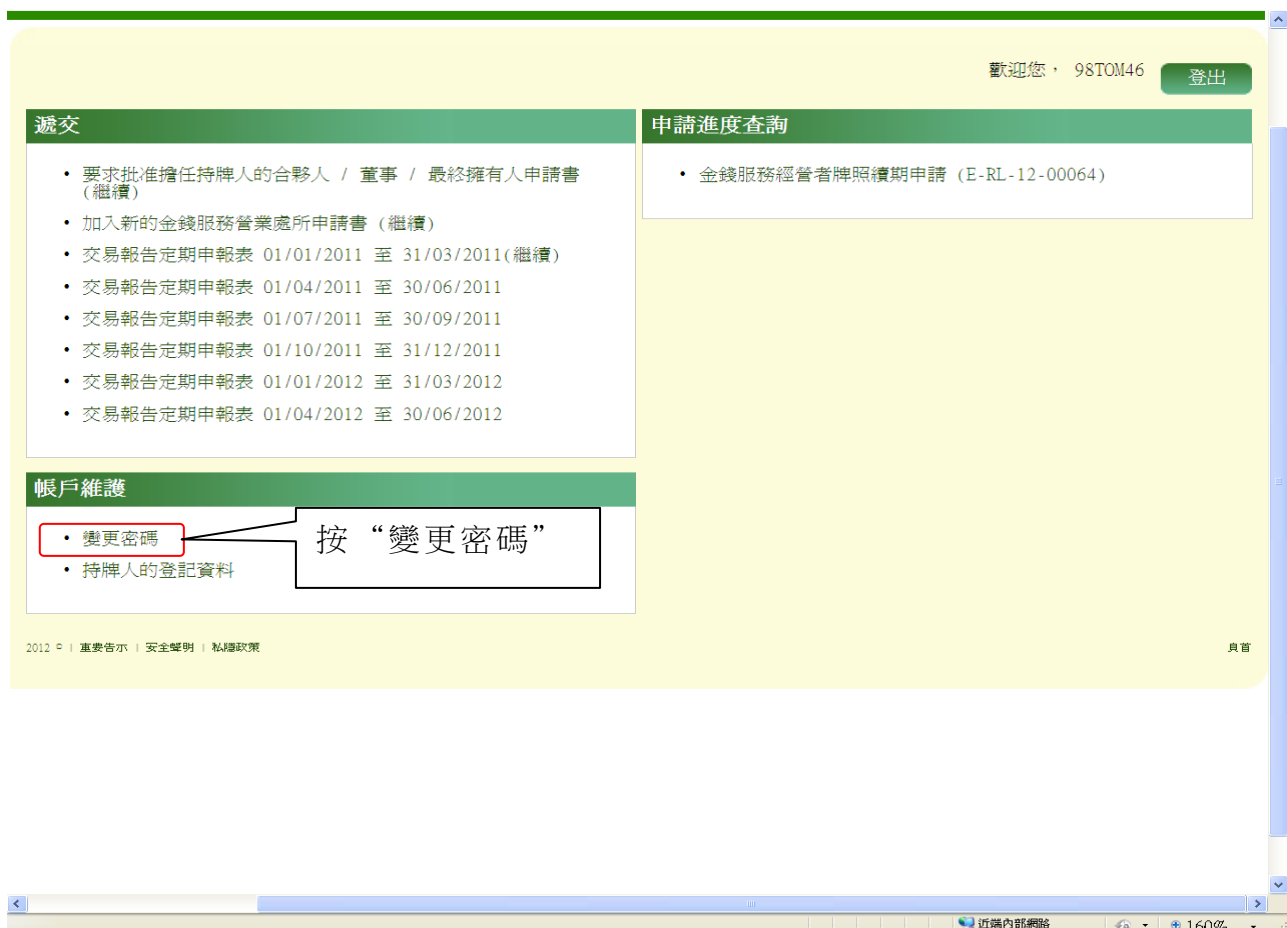 歡迎您， 98TOM46
登出
遞交
• 要求批准擔任持牌人的合夥人 / 董事 / 最終擁有人申請書
(繼續)
• 加入新的金錢服務營業處所申請書 (繼續)
• 交易報告定期申報表 01/01/2011 至 31/03/2011(繼續)
• 交易報告定期申報表 01/04/2011 至 30/06/2011
• 交易報告定期申報表 01/07/2011 至 30/09/2011
• 交易報告定期申報表 01/10/2011 至 31/12/2011
• 交易報告定期申報表 01/01/2012 至 31/03/2012
• 交易報告定期申報表 01/04/2012 至 30/06/2012
申請進度查詢
• 金錢服務經營者牌照續期申請 (E-RL-12-00064)
帳戶維護
• 變更密碼
按“變更密碼”
• 持牌人的登記資料
2012 © | 重要告示 | 安全聲明 | 私隱政策
頁首
近端內部網路
160%